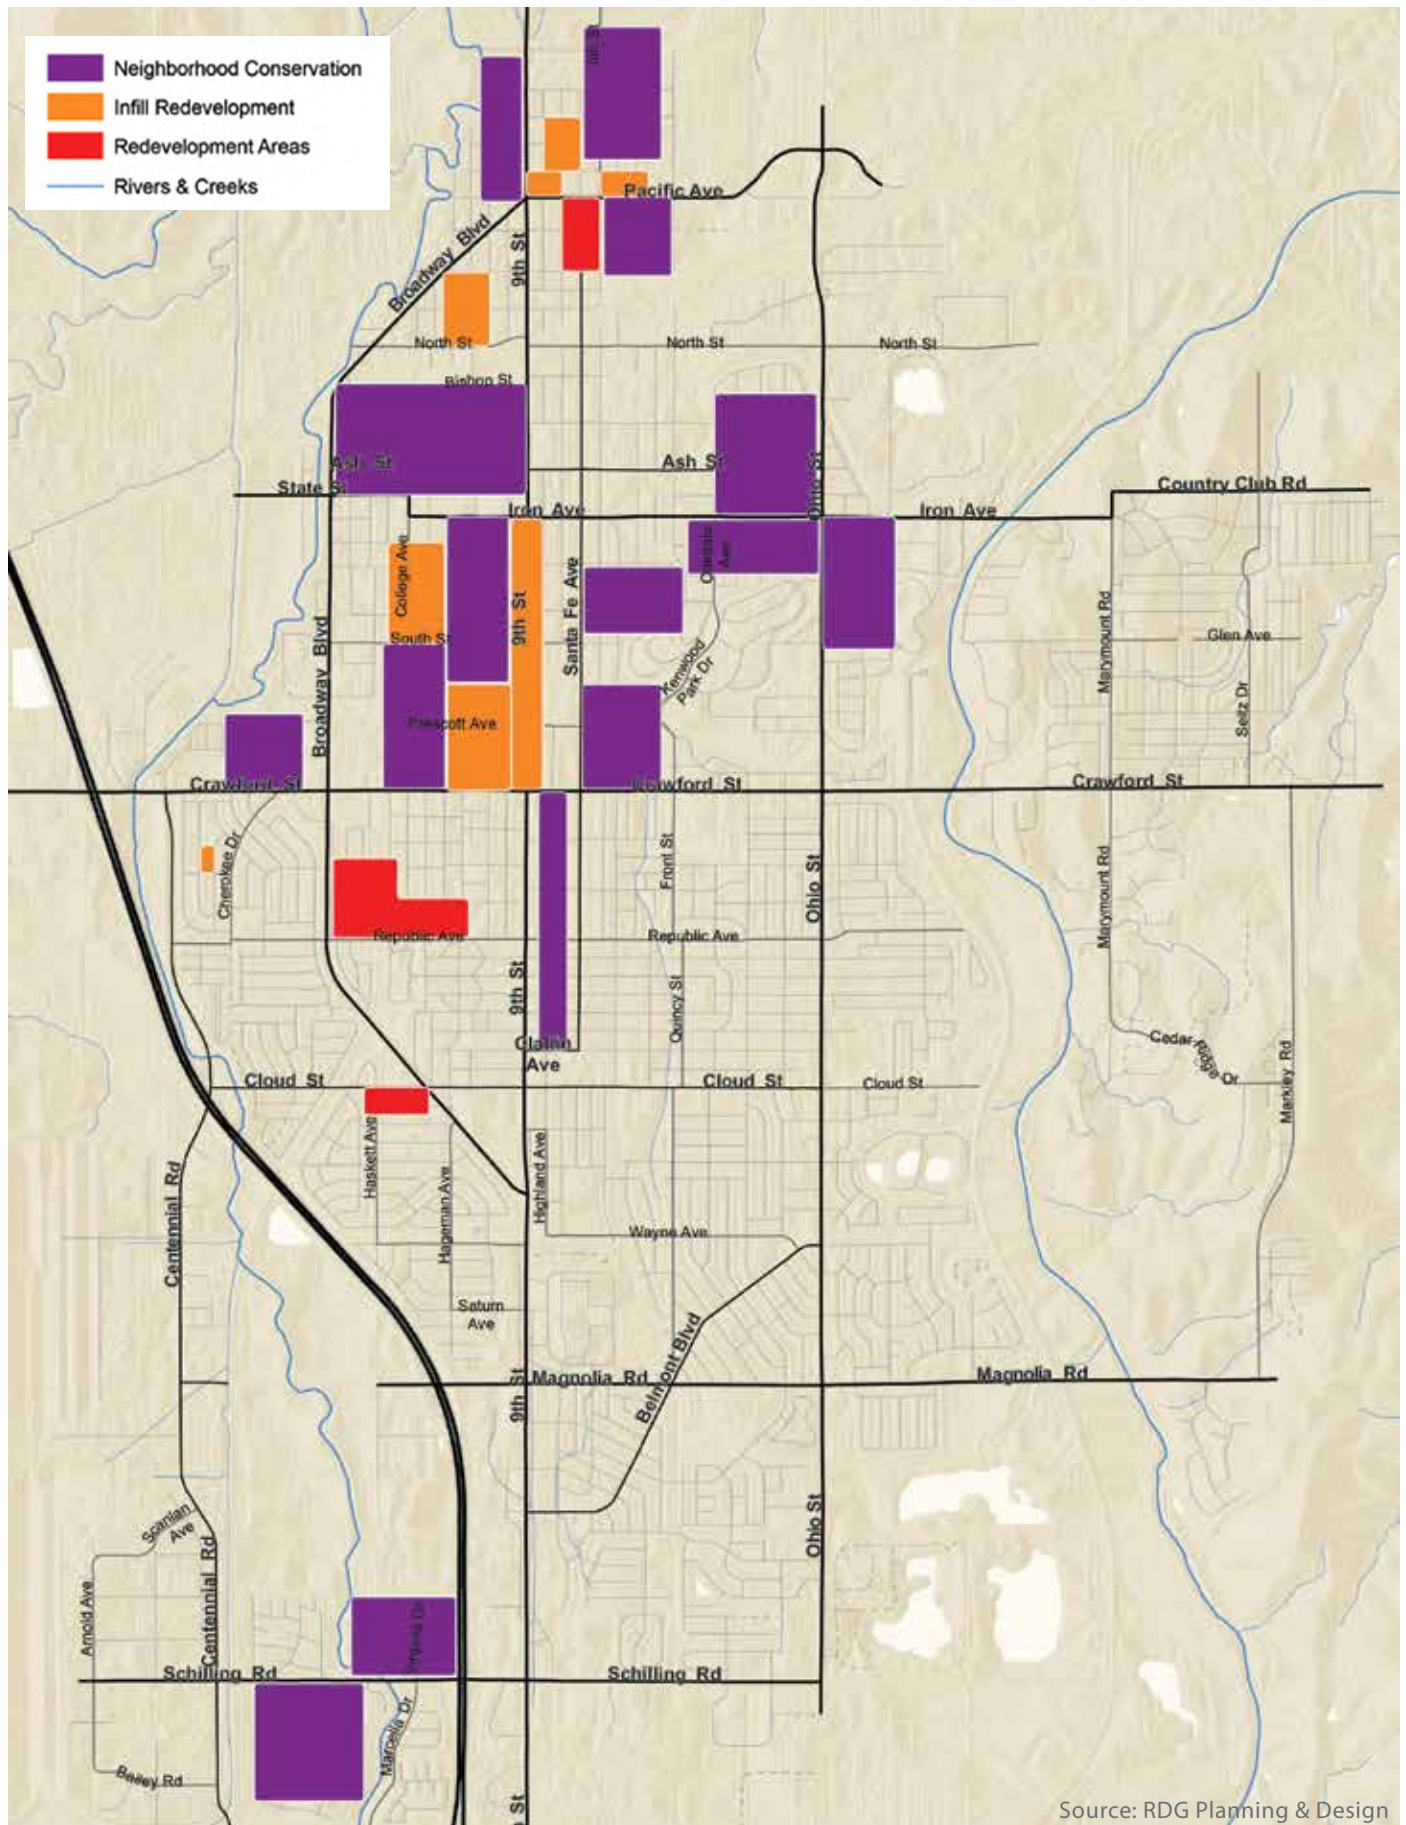 Neighborhood Conservation
Infill Redevelopment
Redevelopment Areas
Rivers & Creeks
Pacific Ave
Broadway Blvd
9th St
North St
North St
North St
Bishop St
Ash St
Ash St
State St
Ohio St
Country Club Rd
Iron Ave
Iron Ave
College Ave
9th St
Santa Fe Ave
Oakdale
Ave
South St
Broadway Blvd
Kenwood
Park Dr
Marymount Rd
Glen Ave
Seitz Dr
Prescott Ave
Crawford St
Crawford St
Crawford St
Cherokee Dr
Front St
Ohio St
Marymount Rd
Republic Ave
Republic Ave
9th St
Quincy St
Claflin
Ave
Cedar Ridge Dr
Markley Rd
Cloud St
Cloud St
Cloud St
Haskett Ave
Hageman Ave
Highland Ave
Centennial Rd
Wayne Ave
Saturn
Ave
Belmont Blvd
9th St
Magnolia Rd
Magnolia Rd
Scanlan
Ave
Ohio St
Centennial Rd
Arnold Ave
Virginia Dr
Schilling Rd
Schilling Rd
Marcella Dr
Bailey Rd
St
Source: RDG Planning & Design